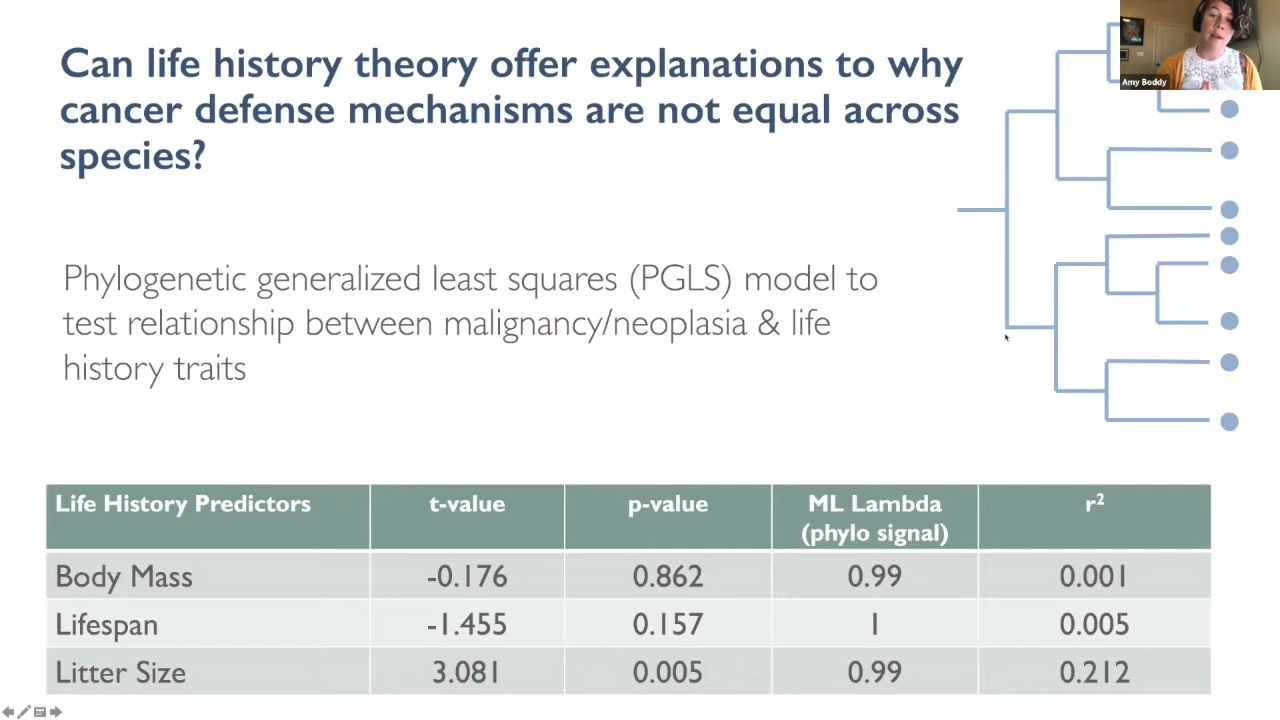 Can life history theory offer explanations to why
cancer defense mechanisms are not equal across
species?
Amy Boddy
Phylogenetic generalized least squares (PGLS) model to
test relationship between malignancy/neoplasia & life
history traits
Life History Predictors t-value p-value ML Lambda (phylo signal) r²
Body Mass -0.176 0.862 0.99 0.001
Lifespan -1.455 0.157 1 0.005
Litter Size 3.081 0.005 0.99 0.212